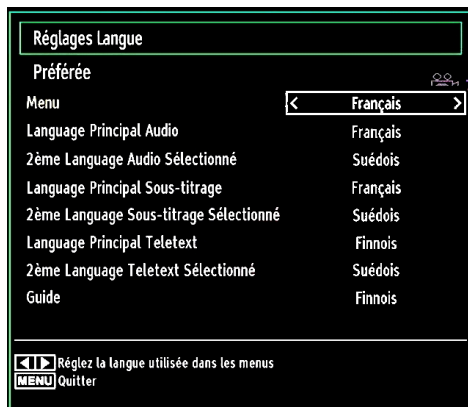 Réglages Langue
Préférée
Menu < Français >
Language Principal Audio Français
2ème Language Audio Sélectionné Suédois
Language Principal Sous-titrage Français
2ème Language Sous-titrage Sélectionné Suédois
Language Principal Teletext Finnois
2ème Language Teletext Sélectionné Suédois
Guide Finnois
Réglez la langue utilisée dans les menus
MENU Quitter